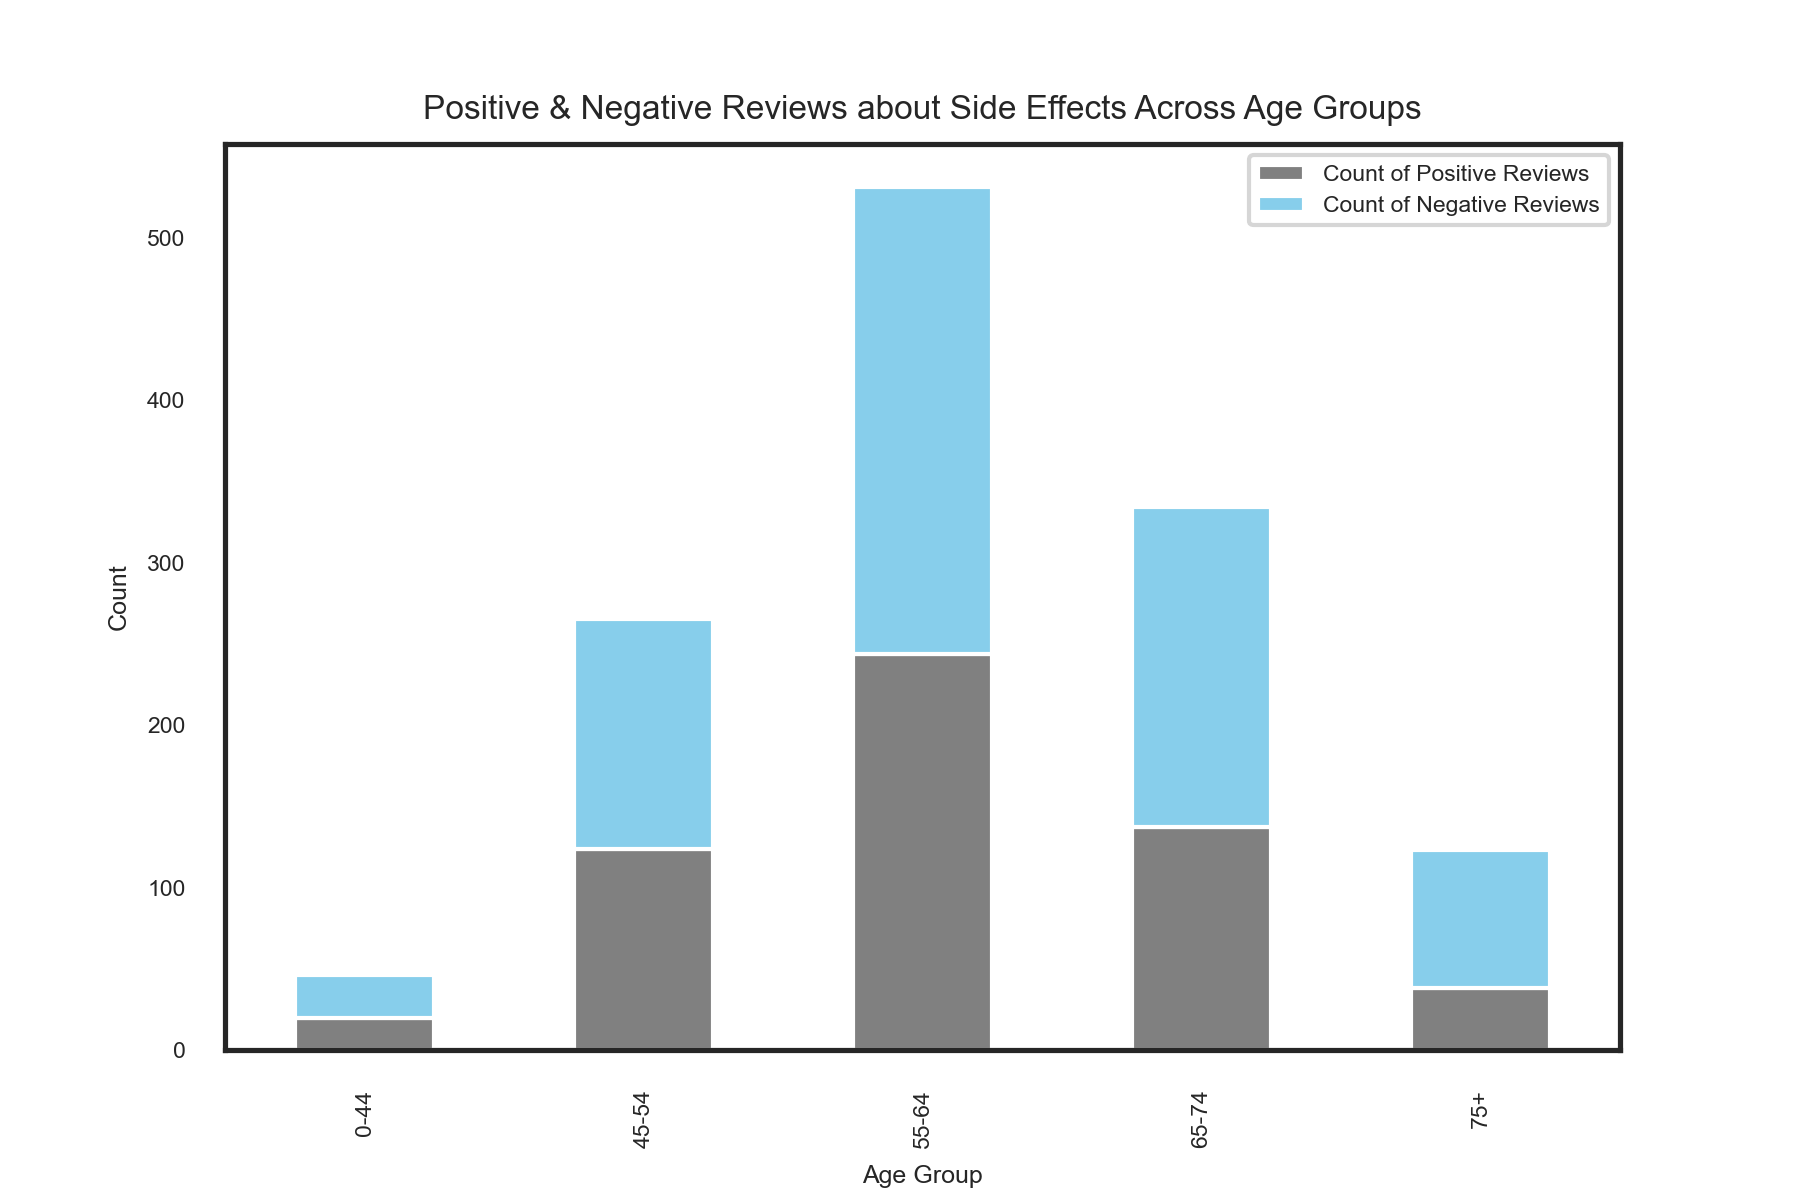 Positive & Negative Reviews about Side Effects Across Age Groups
Count of Positive Reviews
Count of Negative Reviews
500
400
300
200
100
0
Count
0-44
45-54
55-64
65-74
75+
Age Group